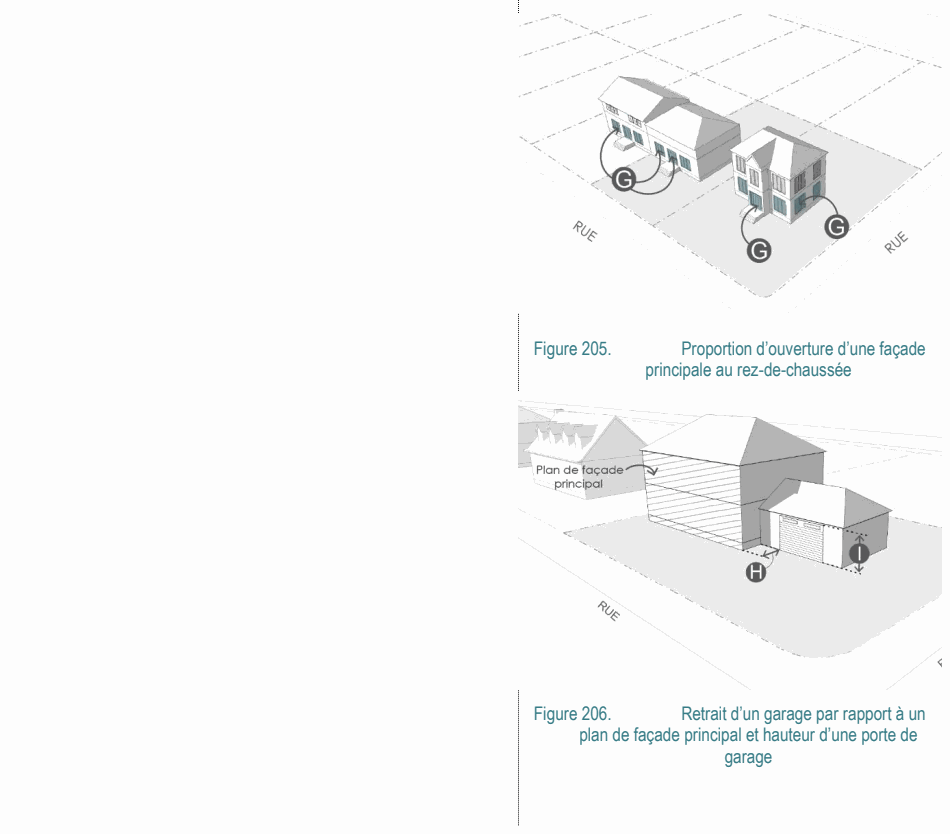 G
G
G
RUE
RUE
Figure 205. Proportion d'ouverture d'une façade
principale au rez-de-chaussée
Plan de façade
principal
I
H
RUE
Figure 206. Retrait d'un garage par rapport à un
plan de façade principal et hauteur d'une porte de
garage